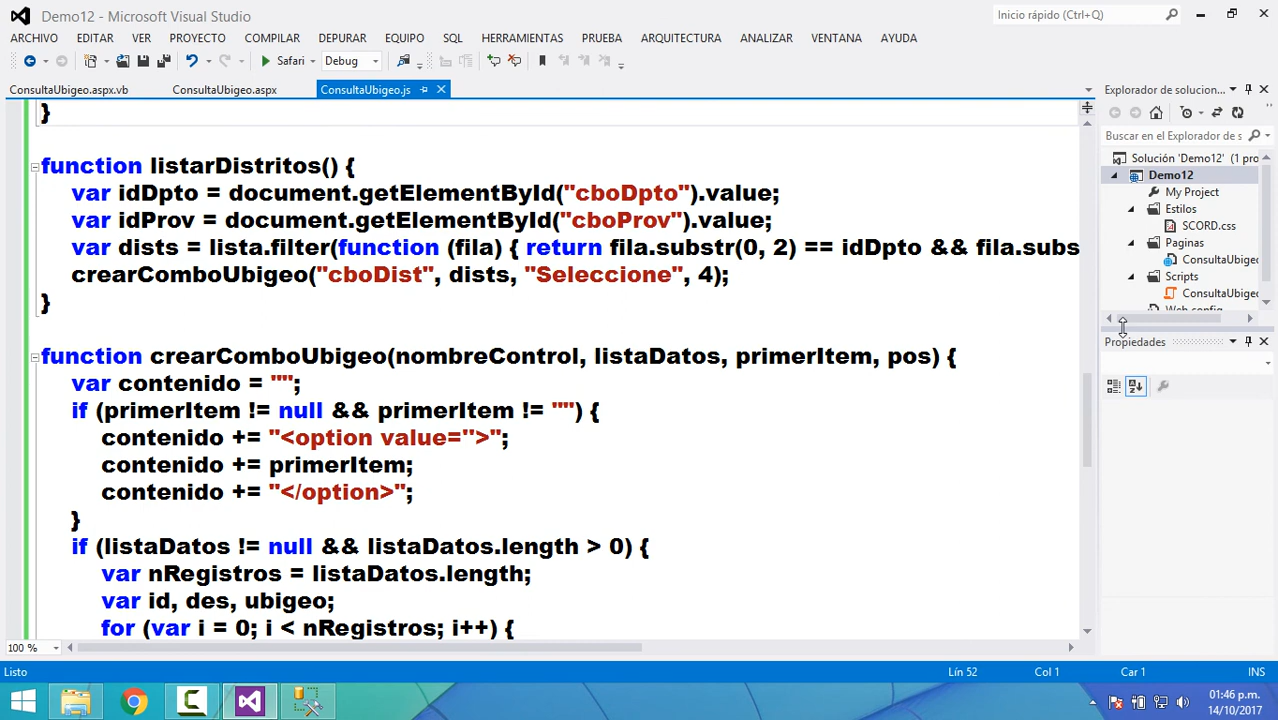 Demo12 - Microsoft Visual Studio
Inicio rápido (Ctrl+Q)
ARCHIVO EDITAR VER PROYECTO COMPILAR DEPURAR EQUIPO SQL HERRAMIENTAS PRUEBA ARQUITECTURA ANALIZAR VENTANA AYUDA
Safari Debug
ConsultaUbigeo.aspx.vb ConsultaUbigeo.aspx ConsultaUbigeo.js
}
function listarDistritos() {
var idDpto = document.getElementById("cboDpto").value;
var idProv = document.getElementById("cboProv").value;
var dists = lista.filter(function (fila) { return fila.substr(0, 2) == idDpto && fila.subs
crearComboUbigeo("cboDist", dists, "Seleccione", 4);
}
function crearComboUbigeo(nombreControl, listaDatos, primerItem, pos) {
var contenido = "";
if (primerItem != null && primerItem != "") {
contenido += "<option value=''>";
contenido += primerItem;
contenido += "</option>";
}
if (listaDatos != null && listaDatos.length > 0) {
var nRegistros = listaDatos.length;
var id, des, ubigeo;
for (var i = 0; i < nRegistros; i++) {
100 %
Explorador de solucion...
Buscar en el Explorador de s
Solución 'Demo12' (1 pro
Demo12
My Project
Estilos
SCORD.css
Paginas
ConsultaUbigeo
Scripts
ConsultaUbigeo
Web.config
Propiedades
Listo Lín 52 Col 1 Car 1 INS
01:46 p.m.
14/10/2017